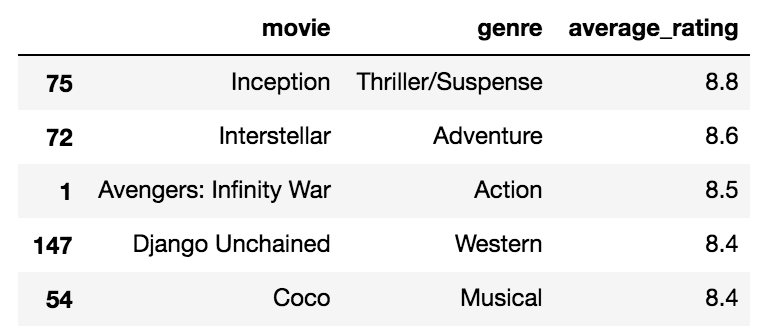 movie genre average_rating
75 Inception Thriller/Suspense 8.8
72 Interstellar Adventure 8.6
1 Avengers: Infinity War Action 8.5
147 Django Unchained Western 8.4
54 Coco Musical 8.4